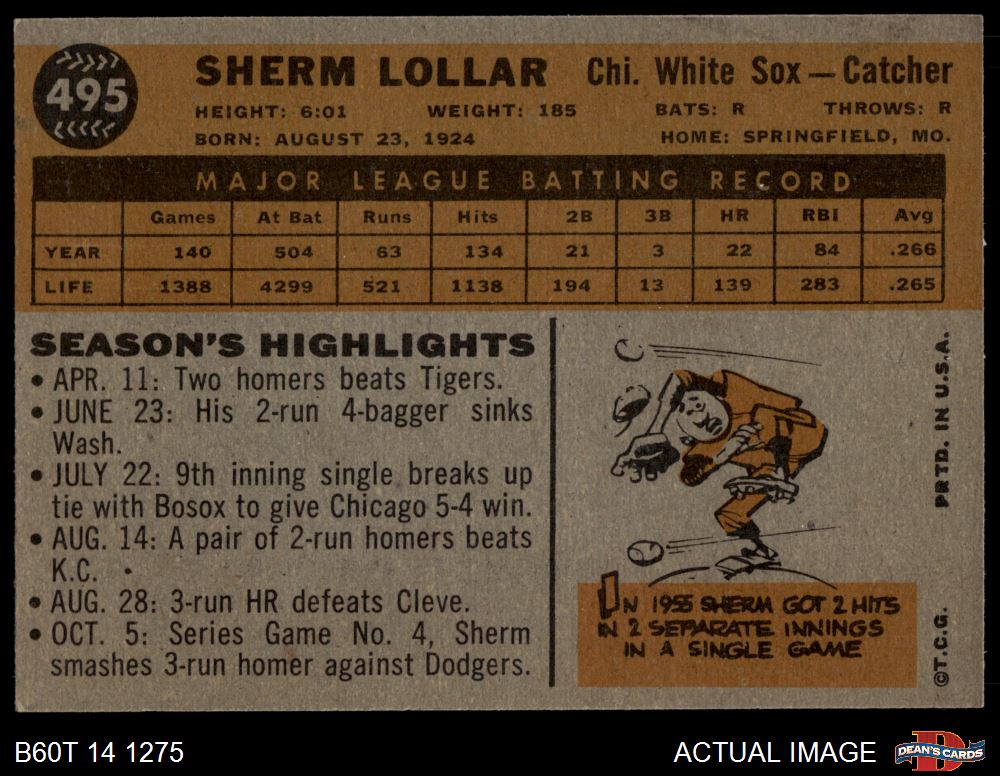 495
SHERM LOLLAR Chi. White Sox — Catcher
HEIGHT: 6:01 WEIGHT: 185 BATS: R THROWS: R
BORN: AUGUST 23, 1924 HOME: SPRINGFIELD, MO.
MAJOR LEAGUE BATTING RECORD
Games At Bat Runs Hits 2B 3B HR RBI Avg
YEAR 140 504 63 134 21 3 22 84 .266
LIFE 1388 4299 521 1138 194 13 139 283 .265
SEASON'S HIGHLIGHTS
• APR. 11: Two homers beats Tigers.
• JUNE 23: His 2-run 4-bagger sinks
Wash.
• JULY 22: 9th inning single breaks up
tie with Bosox to give Chicago 5-4 win.
• AUG. 14: A pair of 2-run homers beats
K.C.
• AUG. 28: 3-run HR defeats Cleve.
• OCT. 5: Series Game No. 4, Sherm
smashes 3-run homer against Dodgers.
IN 1955 SHERM GOT 2 HITS
IN 2 SEPARATE INNINGS
IN A SINGLE GAME
©T.C.G. PRTD. IN U.S.A.
B60T 14 1275 ACTUAL IMAGE DEAN'S CARDS